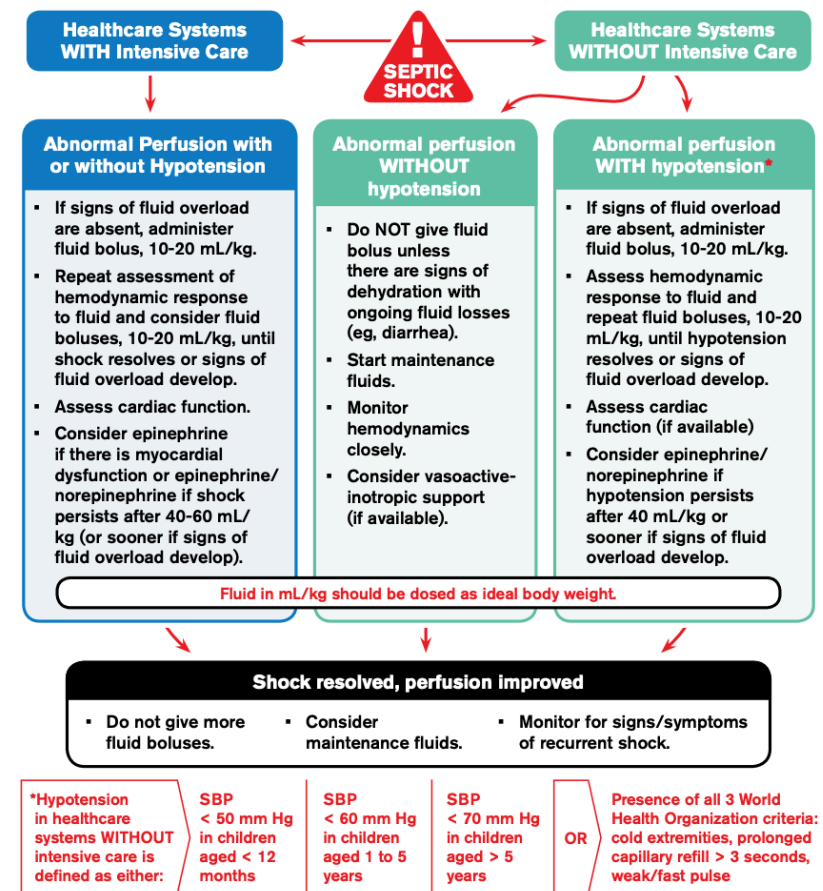 Healthcare Systems
WITH Intensive Care
!
SEPTIC
SHOCK
Healthcare Systems
WITHOUT Intensive Care
Abnormal Perfusion with
or without Hypotension
▪ If signs of fluid overload
are absent, administer
fluid bolus, 10-20 mL/kg.
▪ Repeat assessment of
hemodynamic response
to fluid and consider fluid
boluses, 10-20 mL/kg, until
shock resolves or signs of
fluid overload develop.
▪ Assess cardiac function.
▪ Consider epinephrine
if there is myocardial
dysfunction or epinephrine/
norepinephrine if shock
persists after 40-60 mL/
kg (or sooner if signs of
fluid overload develop).
Abnormal perfusion
WITHOUT
hypotension
▪ Do NOT give fluid
bolus unless
there are signs of
dehydration with
ongoing fluid losses
(eg, diarrhea).
▪ Start maintenance
fluids.
▪ Monitor
hemodynamics
closely.
▪ Consider vasoactive-
inotropic support
(if available).
Abnormal perfusion
WITH hypotension*
▪ If signs of fluid overload
are absent, administer
fluid bolus, 10-20 mL/kg.
▪ Assess hemodynamic
response to fluid and
repeat fluid boluses, 10-20
mL/kg, until hypotension
resolves or signs of
fluid overload develop.
▪ Assess cardiac
function (if available)
▪ Consider epinephrine/
norepinephrine if
hypotension persists
after 40 mL/kg or
sooner if signs of fluid
overload develop.
Fluid in mL/kg should be dosed as ideal body weight.
Shock resolved, perfusion improved
▪ Do not give more
fluid boluses.
▪ Consider
maintenance fluids.
▪ Monitor for signs/symptoms
of recurrent shock.
*Hypotension
in healthcare
systems WITHOUT
intensive care is
defined as either:
SBP
< 50 mm Hg
in children
aged < 12
months
SBP
< 60 mm Hg
in children
aged 1 to 5
years
SBP
< 70 mm Hg
in children
aged > 5
years
OR
Presence of all 3 World
Health Organization criteria:
cold extremities, prolonged
capillary refill > 3 seconds,
weak/fast pulse